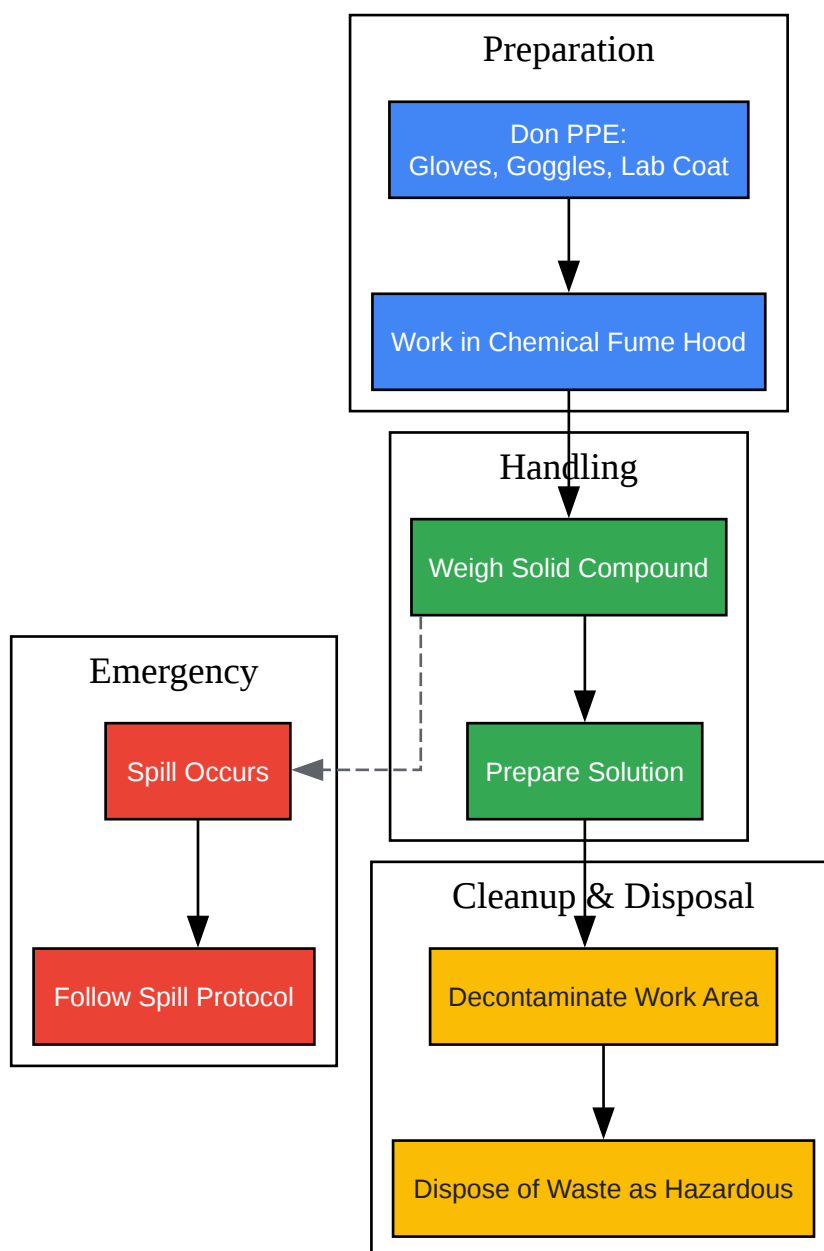 Preparation
Don PPE:
Gloves, Goggles, Lab Coat
Work in Chemical Fume Hood
Handling
Weigh Solid Compound
Prepare Solution
Emergency
Spill Occurs
Follow Spill Protocol
Cleanup & Disposal
Decontaminate Work Area
Dispose of Waste as Hazardous